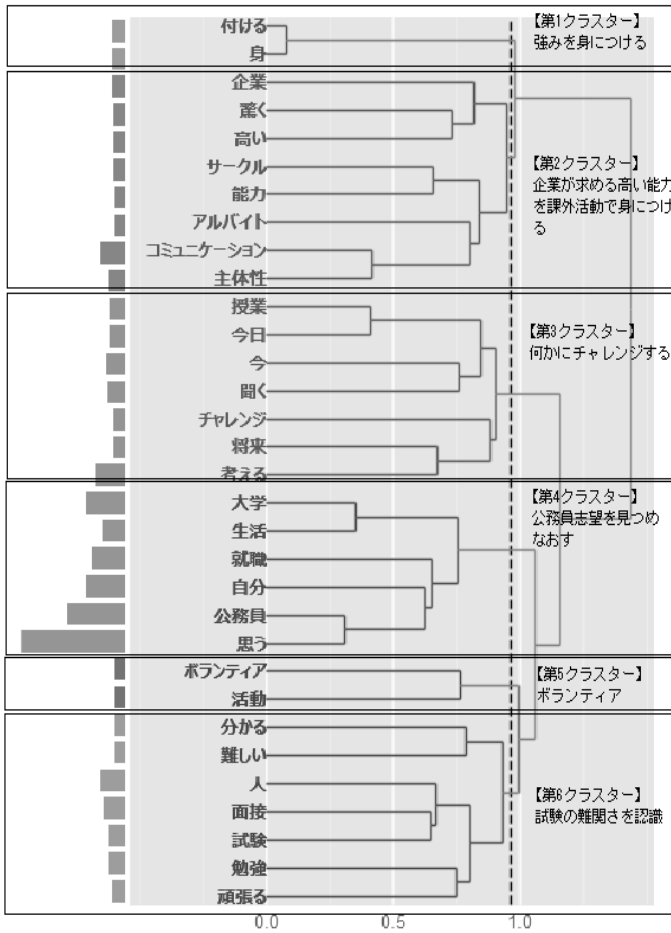 付ける
身
【第1クラスター】
強みを身につける
企業
驚く
高い
サークル
能力
アルバイト
コミュニケーション
主体性
【第2クラスター】
企業が求める高い能力
を課外活動で身につけ
る
授業
今日
今
聞く
チャレンジ
将来
考える
【第3クラスター】
何かにチャレンジする
大学
生活
就職
自分
公務員
思う
【第4クラスター】
公務員志望を見つめ
なおす
ボランティア
活動
【第5クラスター】
ボランティア
分かる
難しい
人
面接
試験
勉強
頑張る
【第6クラスター】
試験の難関さを認識
0.0 0.5 1.0